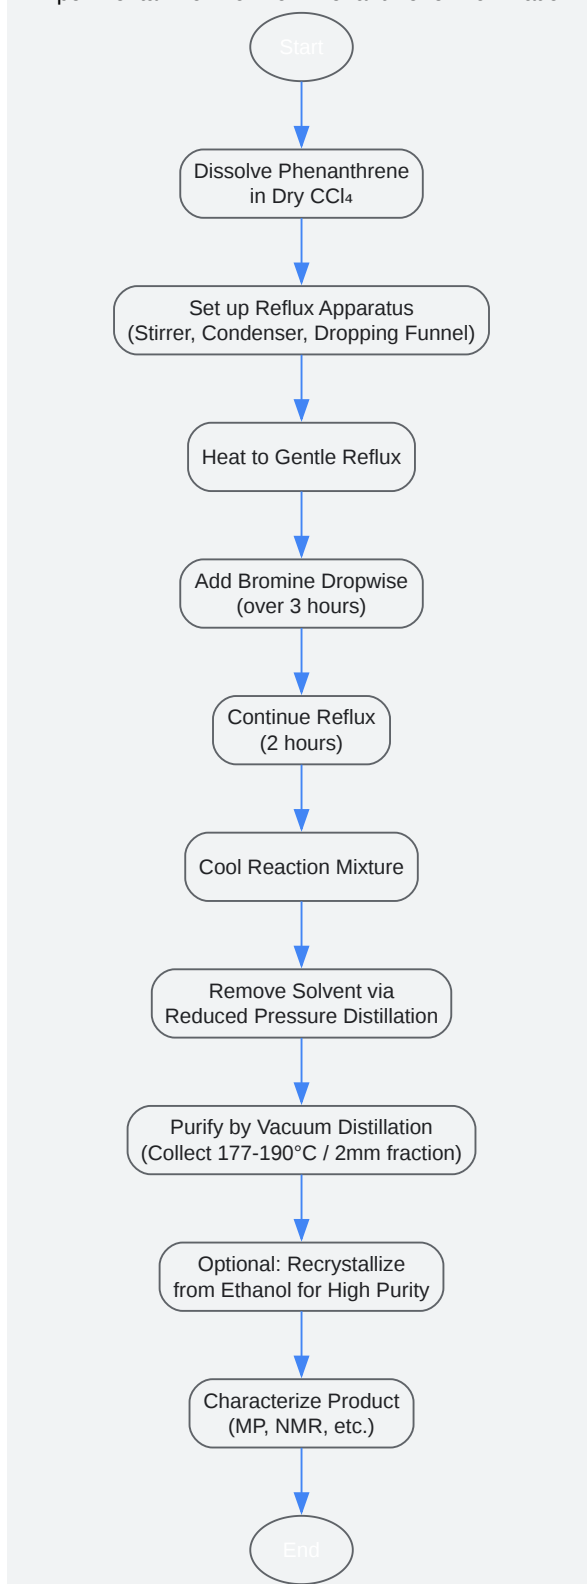 Start
Dissolve Phenanthrene
in Dry CCl₄
Set up Reflux Apparatus
(Stirrer, Condenser, Dropping Funnel)
Heat to Gentle Reflux
Add Bromine Dropwise
(over 3 hours)
Continue Reflux
(2 hours)
Cool Reaction Mixture
Remove Solvent via
Reduced Pressure Distillation
Purify by Vacuum Distillation
(Collect 177-190°C / 2mm fraction)
Optional: Recrystallize
from Ethanol for High Purity
Characterize Product
(MP, NMR, etc.)
End